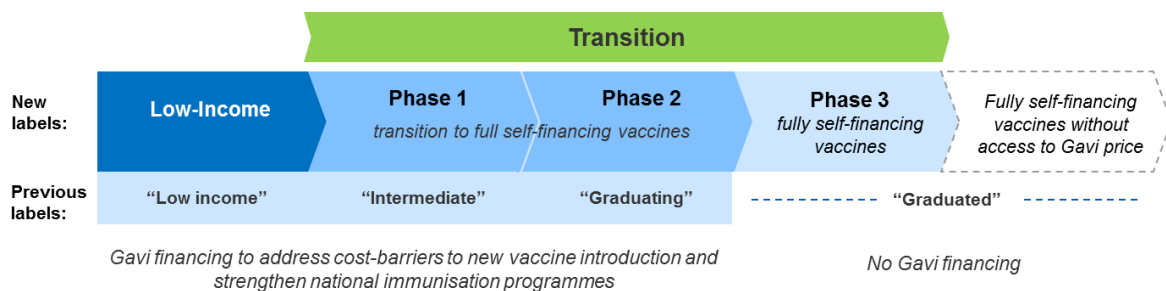 Transition
New
labels:
Low-Income
Phase 1
Phase 2
transition to full self-financing vaccines
Phase 3
fully self-financing
vaccines
Fully self-financing
vaccines without
access to Gavi price
Previous
labels:
“Low income”
“Intermediate”
“Graduating”
“Graduated”
Gavi financing to address cost-barriers to new vaccine introduction and
strengthen national immunisation programmes
No Gavi financing